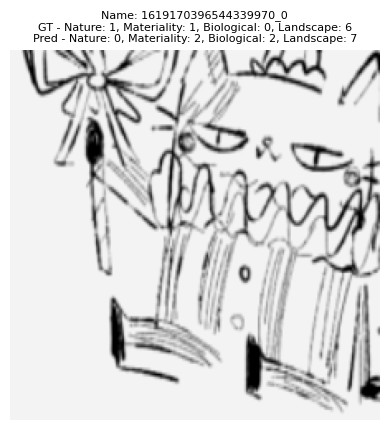 Name: 1619170396544339970_0
GT - Nature: 1, Materiality: 1, Biological: 0, Landscape: 6
Pred - Nature: 0, Materiality: 2, Biological: 2, Landscape: 7